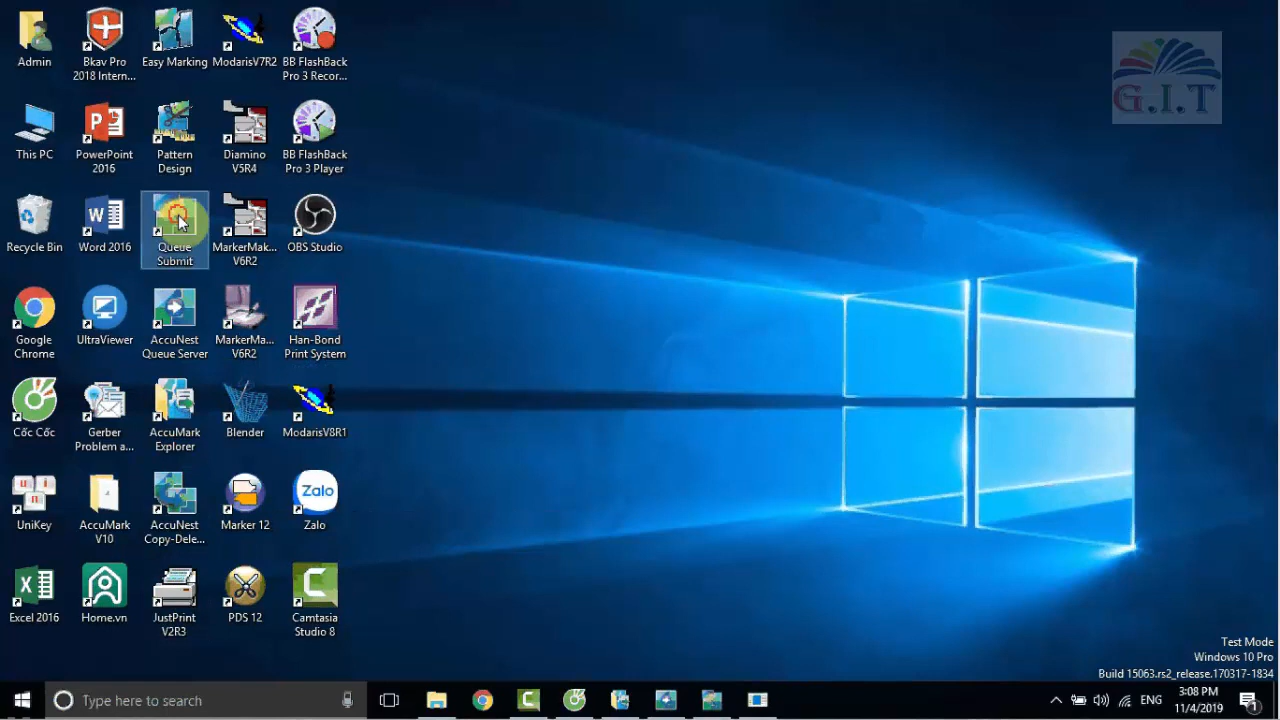 Admin
Bkav Pro
2018 Intern...
Easy Marking
ModarisV7R2
BB FlashBack
Pro 3 Recor...
G.I.T
This PC
PowerPoint
2016
Pattern
Design
Diamino
V5R4
BB FlashBack
Pro 3 Player
Recycle Bin
Word 2016
Queue
Submit
MarkerMak...
V6R2
OBS Studio
Google
Chrome
UltraViewer
AccuNest
Queue Server
MarkerMa...
V6R2
Han-Bond
Print System
Cốc Cốc
Gerber
Problem a...
AccuMark
Explorer
Blender
ModarisV8R1
UniKey
AccuMark
V10
AccuNest
Copy-Dele...
Marker 12
Zalo
Zalo
Excel 2016
Home.vn
JustPrint
V2R3
PDS 12
Camtasia
Studio 8
Test Mode
Windows 10 Pro
Build 15063.rs2_release.170317-1834
Type here to search
ENG
3:08 PM
11/4/2019
1